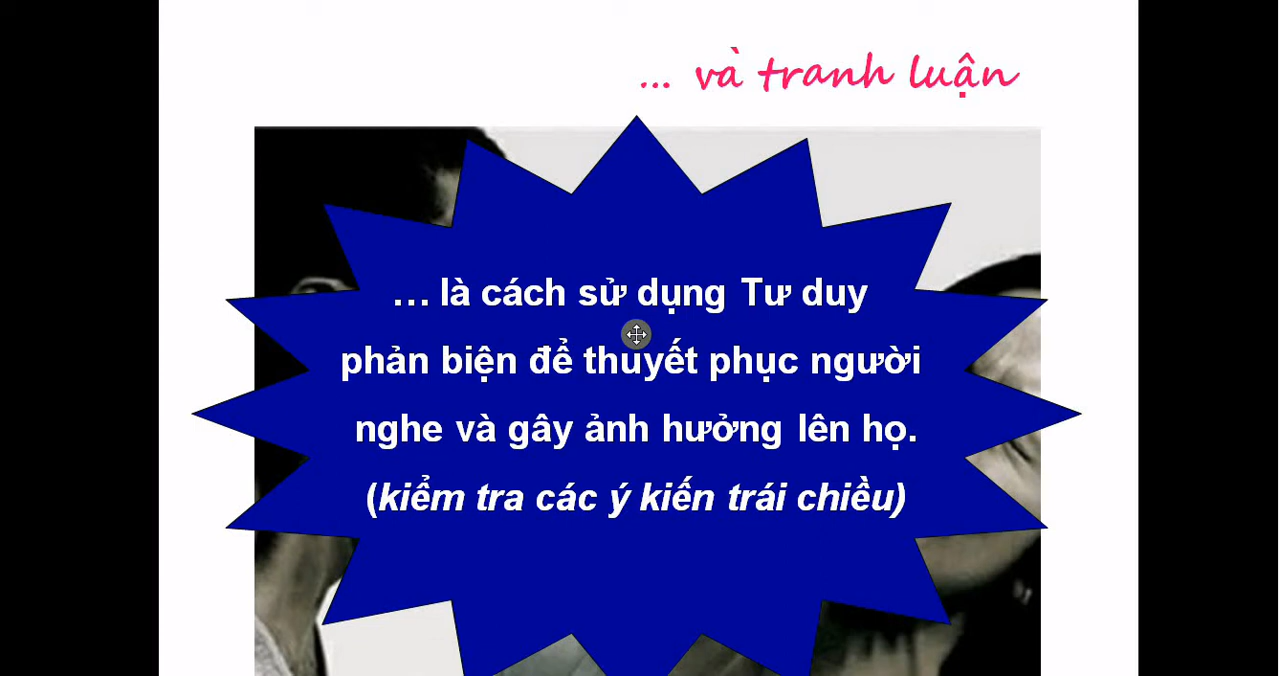 ... và tranh luận
... là cách sử dụng Tư duy
phản biện để thuyết phục người
nghe và gây ảnh hưởng lên họ.
(kiểm tra các ý kiến trái chiều)